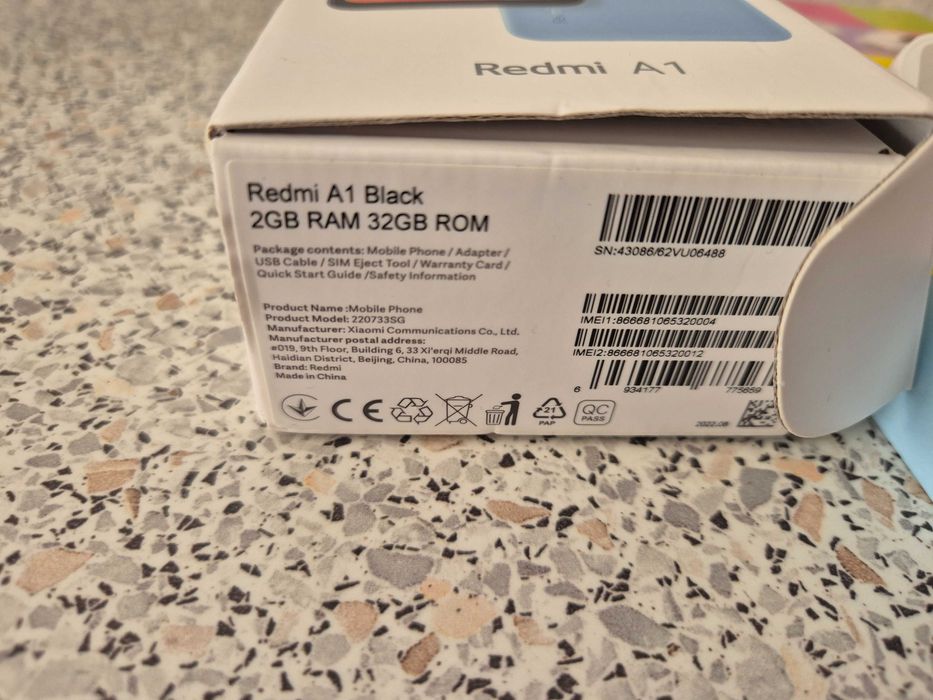 Redmi A1
Redmi A1 Black
2GB RAM 32GB ROM
Package contents: Mobile Phone / Adapter /
USB Cable / SIM Eject Tool / Warranty Card /
Quick Start Guide /Safety Information
Product Name :Mobile Phone
Product Model: 220733SG
Manufacturer: Xiaomi Communications Co., Ltd.
Manufacturer postal address:
#019, 9th Floor, Building 6, 33 Xi'erqi Middle Road,
Haidian District, Beijing, China, 100085
Brand: Redmi
Made in China
SN:43086/62VU06488
IMEI1:866681065320004
IMEI2:866681065320012
6 934177 775659
CE
21
PAP
QC
PASS
2022.08